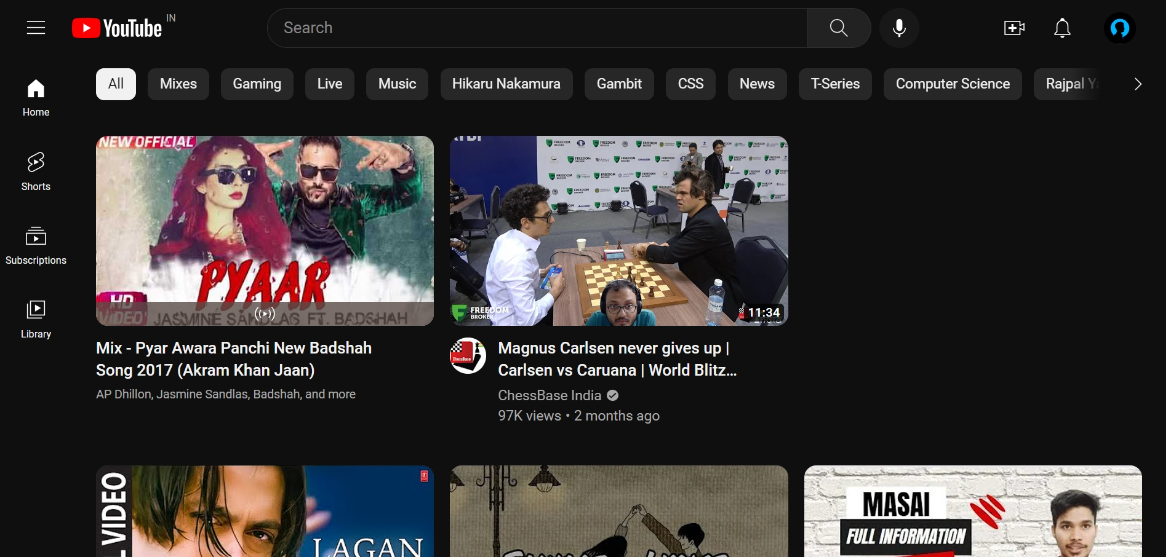 YouTube IN
Search
All
Mixes
Gaming
Live
Music
Hikaru Nakamura
Gambit
CSS
News
T-Series
Computer Science
Rajpal
Home
Shorts
Subscriptions
Library
NEW OFFICIAL
PYAAR
HD
VIDEO
JASMINE SANDLAS FT. BADSHAH
FREEDOM
BROKER
11:34
Mix - Pyar Awara Panchi New Badshah
Song 2017 (Akram Khan Jaan)
AP Dhillon, Jasmine Sandlas, Badshah, and more
Magnus Carlsen never gives up |
Carlsen vs Caruana | World Blitz...
ChessBase India
97K views • 2 months ago
VIDEO
LAGAN
MASAI
FULL INFORMATION